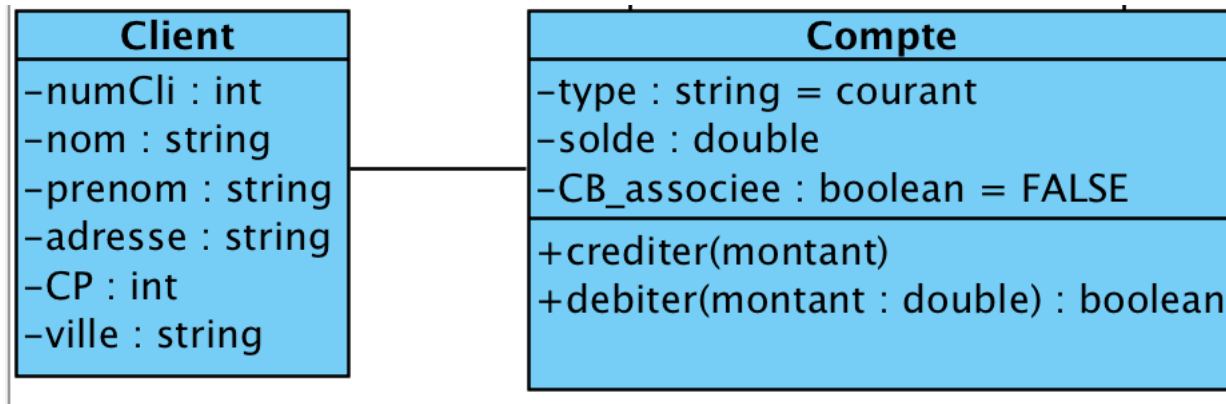 Client
-numCli : int
-nom : string
-prenom : string
-adresse : string
-CP : int
-ville : string
Compte
-type : string = courant
-solde : double
-CB_associee : boolean = FALSE
+crediter(montant)
+debiter(montant : double) : boolean